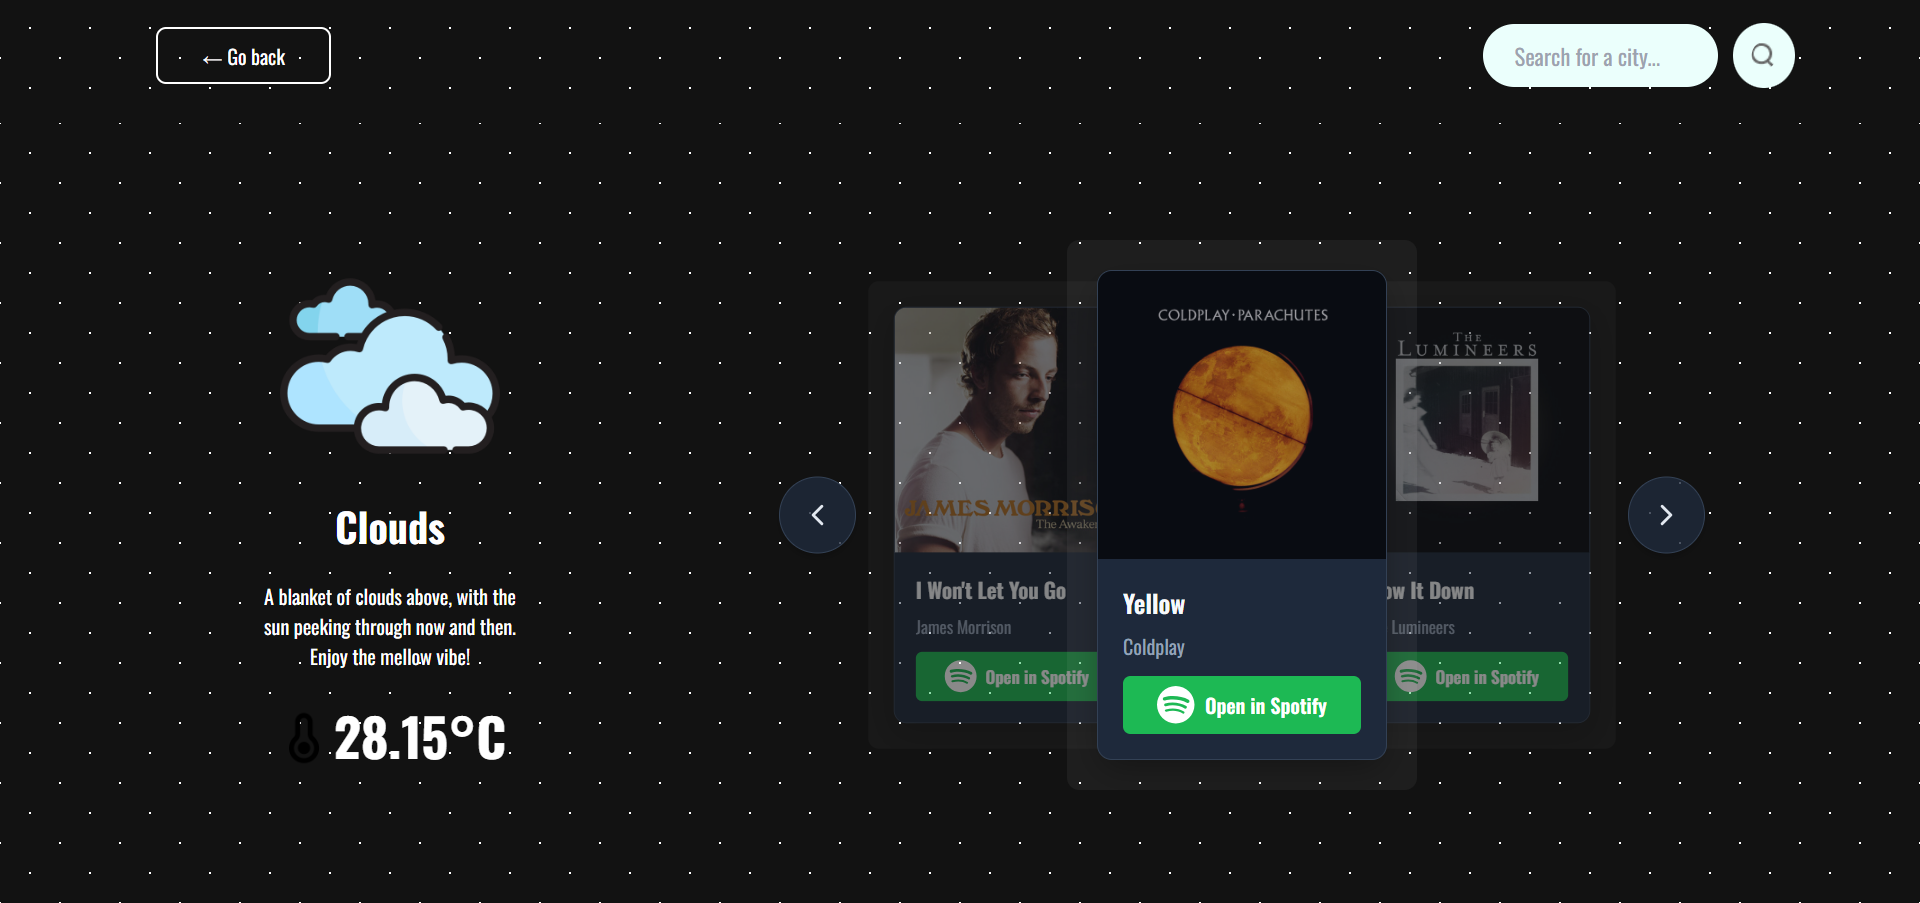 ← Go back
Search for a city...
Clouds
A blanket of clouds above, with the
sun peeking through now and then.
Enjoy the mellow vibe!
28.15°C
JAMES MORRIS
The Awake
I Won't Let You Go
James Morrison
Open in Spotify
COLDPLAY·PARACHUTES
Yellow
Coldplay
Open in Spotify
THE
LUMINEERS
ow It Down
Lumineers
Open in Spotify